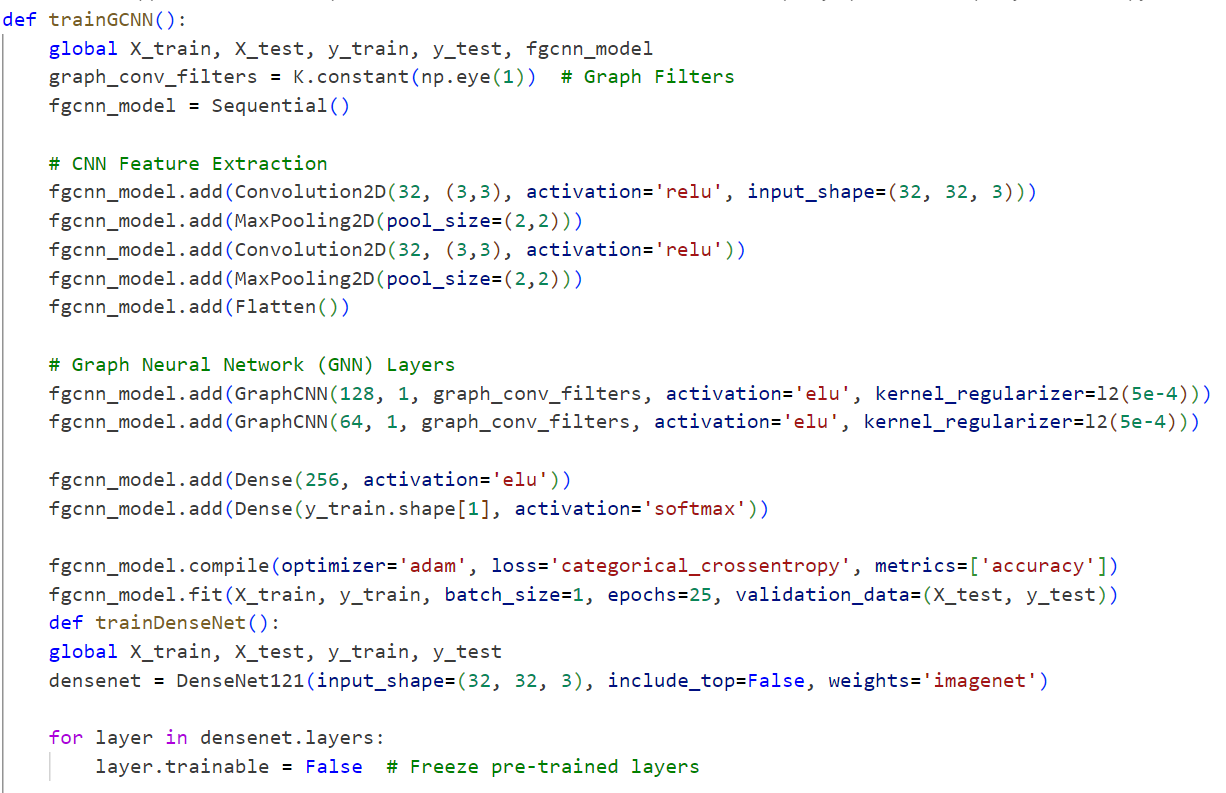 def trainGCNN():
    global X_train, X_test, y_train, y_test, fgcnn_model
    graph_conv_filters = K.constant(np.eye(1))  # Graph Filters
    fgcnn_model = Sequential()

    # CNN Feature Extraction
    fgcnn_model.add(Convolution2D(32, (3,3), activation='relu', input_shape=(32, 32, 3)))
    fgcnn_model.add(MaxPooling2D(pool_size=(2,2)))
    fgcnn_model.add(Convolution2D(32, (3,3), activation='relu'))
    fgcnn_model.add(MaxPooling2D(pool_size=(2,2)))
    fgcnn_model.add(Flatten())

    # Graph Neural Network (GNN) Layers
    fgcnn_model.add(GraphCNN(128, 1, graph_conv_filters, activation='elu', kernel_regularizer=l2(5e-4)))
    fgcnn_model.add(GraphCNN(64, 1, graph_conv_filters, activation='elu', kernel_regularizer=l2(5e-4)))

    fgcnn_model.add(Dense(256, activation='elu'))
    fgcnn_model.add(Dense(y_train.shape[1], activation='softmax'))

    fgcnn_model.compile(optimizer='adam', loss='categorical_crossentropy', metrics=['accuracy'])
    fgcnn_model.fit(X_train, y_train, batch_size=1, epochs=25, validation_data=(X_test, y_test))
    def trainDenseNet():
    global X_train, X_test, y_train, y_test
    densenet = DenseNet121(input_shape=(32, 32, 3), include_top=False, weights='imagenet')

    for layer in densenet.layers:
        layer.trainable = False  # Freeze pre-trained layers